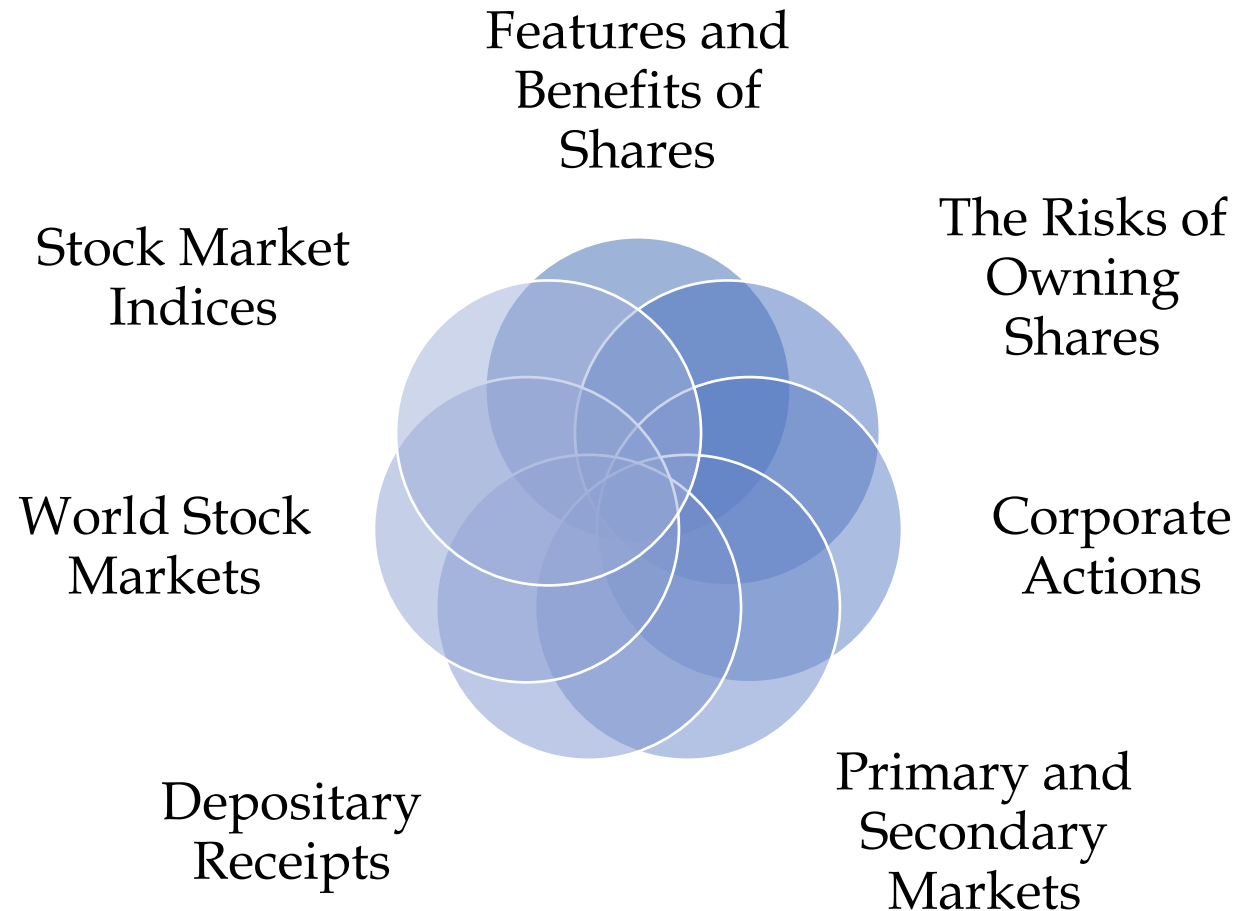 Features and
Benefits of
Shares
The Risks of
Owning
Shares
Corporate
Actions
Primary and
Secondary
Markets
Depositary
Receipts
World Stock
Markets
Stock Market
Indices